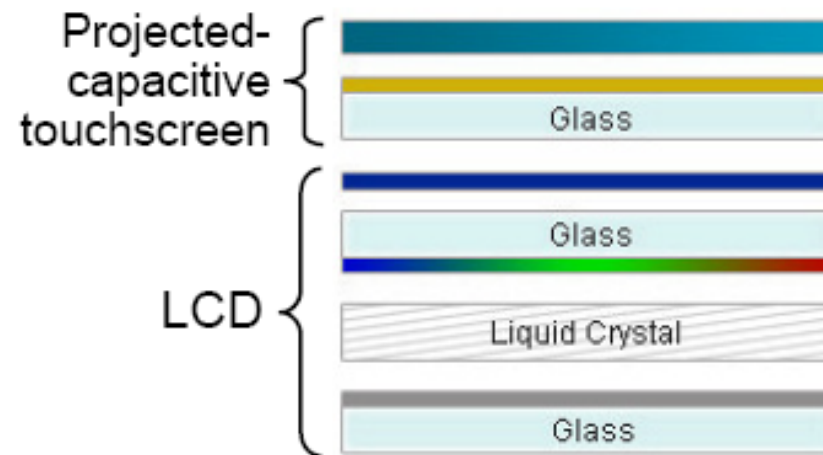 Projected-
capacitive
touchscreen
Glass
Glass
LCD
Liquid Crystal
Glass